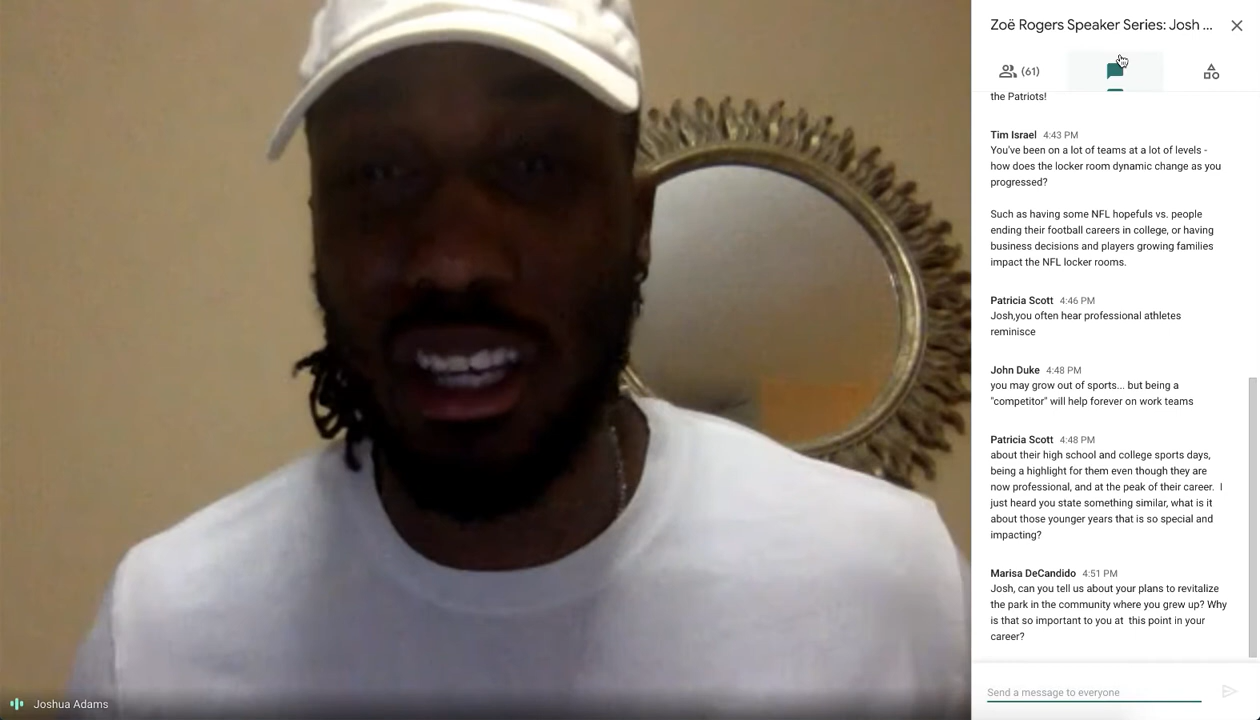 Zoë Rogers Speaker Series: Josh ...
(61)
the Patriots!
Tim Israel 4:43 PM
You've been on a lot of teams at a lot of levels -
how does the locker room dynamic change as you
progressed?
Such as having some NFL hopefuls vs. people
ending their football careers in college, or having
business decisions and players growing families
impact the NFL locker rooms.
Patricia Scott 4:46 PM
Josh,you often hear professional athletes
reminisce
John Duke 4:48 PM
you may grow out of sports... but being a
"competitor" will help forever on work teams
Patricia Scott 4:48 PM
about their high school and college sports days,
being a highlight for them even though they are
now professional, and at the peak of their career.  I
just heard you state something similar, what is it
about those younger years that is so special and
impacting?
Marisa DeCandido 4:51 PM
Josh, can you tell us about your plans to revitalize
the park in the community where you grew up? Why
is that so important to you at  this point in your
career?
Send a message to everyone
Joshua Adams